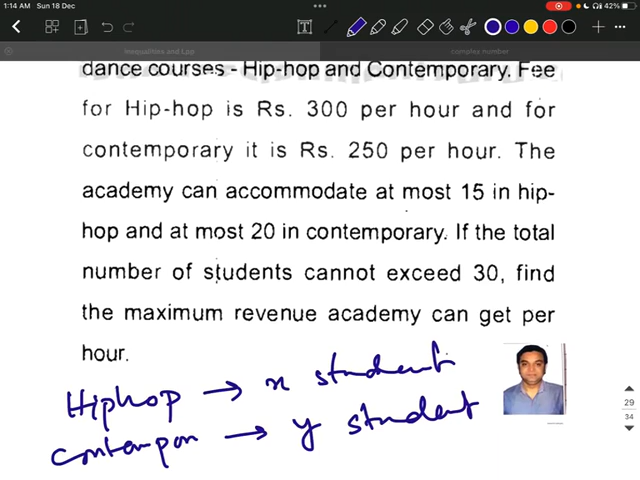 1:14 AM Sun 18 Dec
42%
Inequalities and Lpp
complex number
dance courses - Hip-hop and Contemporary. Fee
for Hip-hop is Rs. 300 per hour and for
contemporary it is Rs. 250 per hour. The
academy can accommodate at most 15 in hip-
hop and at most 20 in contemporary. If the total
number of students cannot exceed 30, find
the maximum revenue academy can get per
hour.
Hiphop → x student
Contempon → y student
29
34